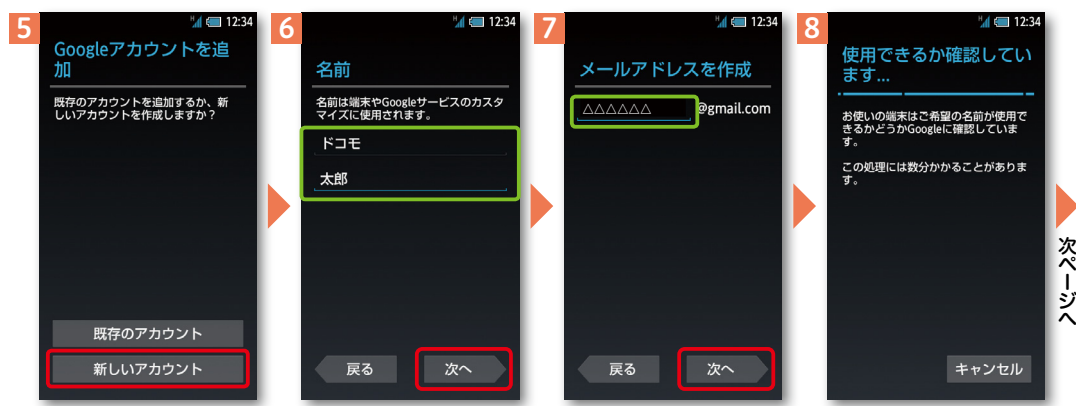 5
H 12:34
Googleアカウントを追
加
既存のアカウントを追加するか、新
しいアカウントを作成しますか？
既存のアカウント
新しいアカウント
6
H 12:34
名前
名前は端末やGoogleサービスのカスタ
マイズに使用されます。
ドコモ
太郎
戻る
次へ
7
H 12:34
メールアドレスを作成
△△△△△△ @gmail.com
戻る
次へ
8
H 12:34
使用できるか確認してい
ます...
お使いの端末はご希望の名前が使用で
きるかどうかGoogleに確認していま
す。
この処理には数分かかることがありま
す。
キャンセル
次ページへ